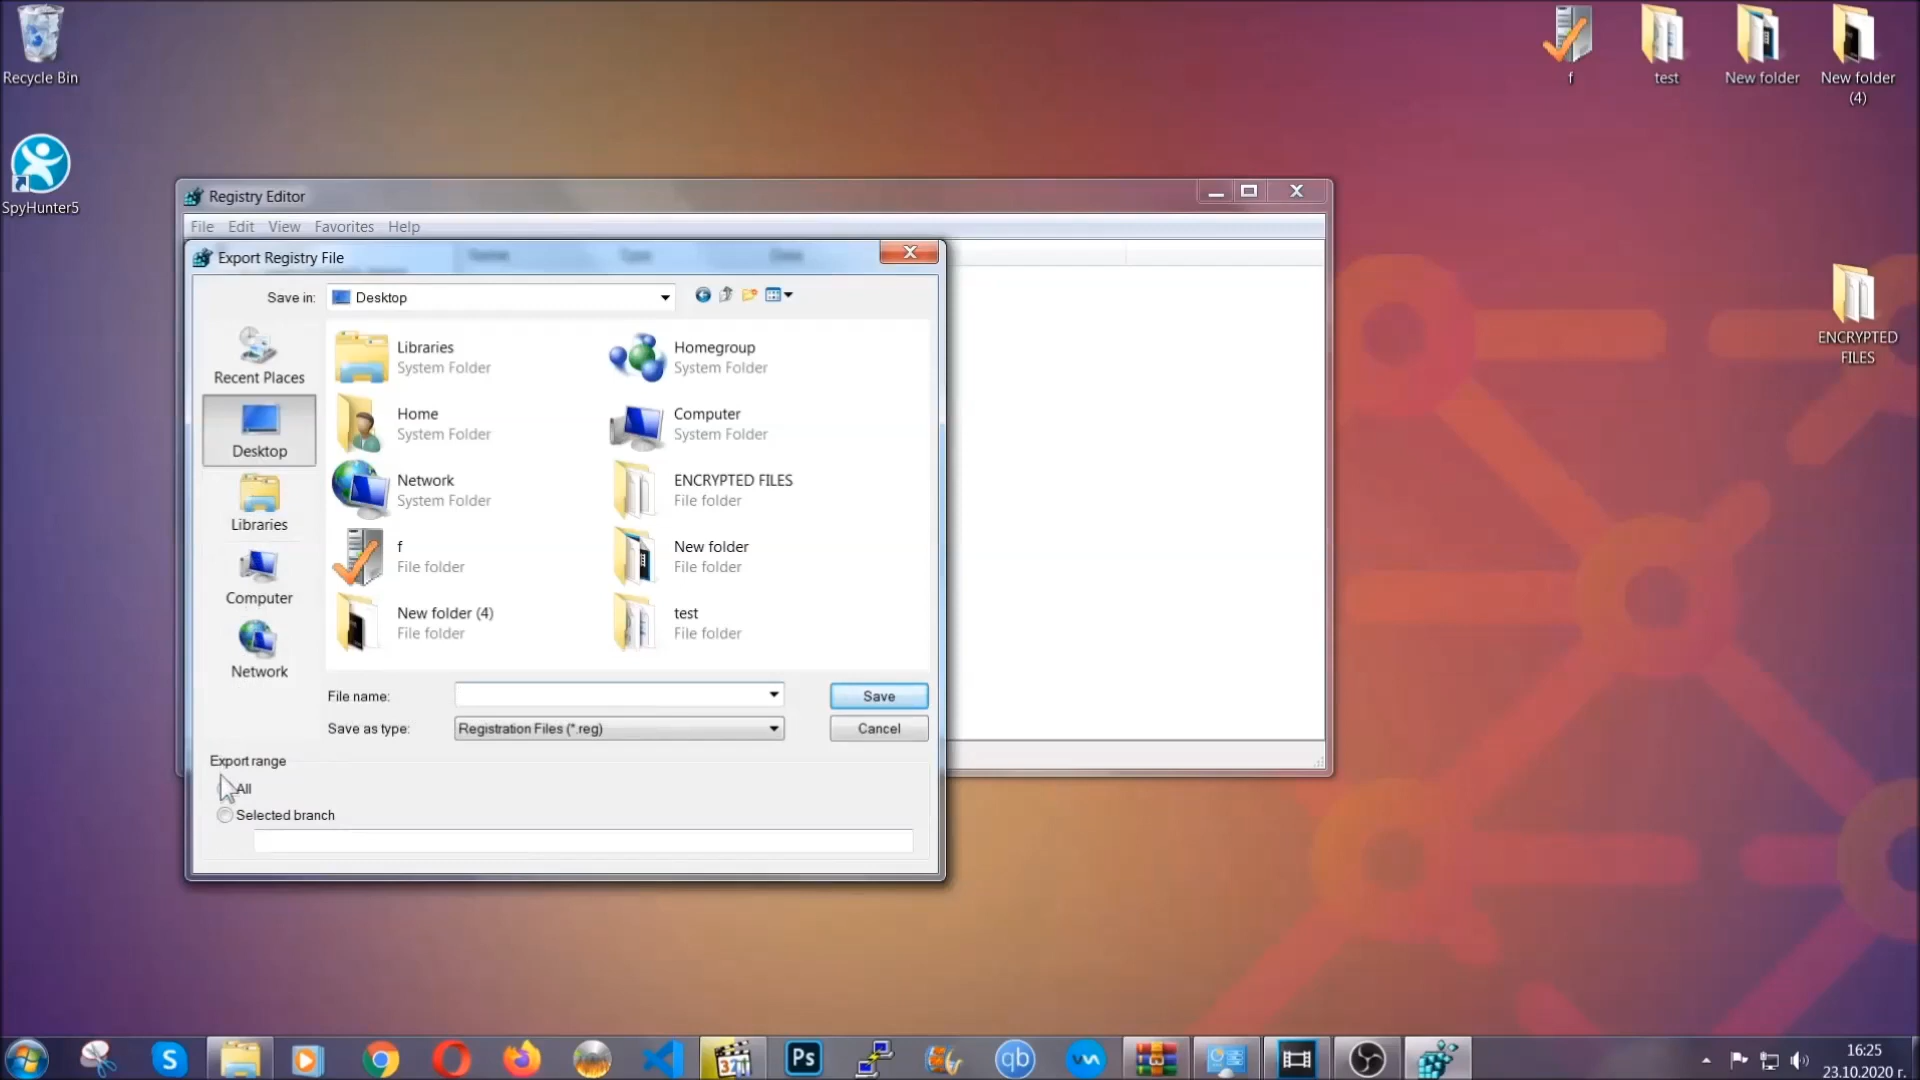 Recycle Bin
SpyHunter5
f
test
New folder
New folder
(4)
ENCRYPTED
FILES
Registry Editor
File Edit View Favorites Help
Export Registry File
Save in:
Desktop
Recent Places
Desktop
Libraries
Computer
Network
Libraries
System Folder
Homegroup
System Folder
Home
System Folder
Computer
System Folder
Network
System Folder
ENCRYPTED FILES
File folder
f
File folder
New folder
File folder
New folder (4)
File folder
test
File folder
File name:
Save
Save as type:
Registration Files (*.reg)
Cancel
Export range
All
Selected branch
S
321
Ps
qb
16:25
23.10.2020 г.